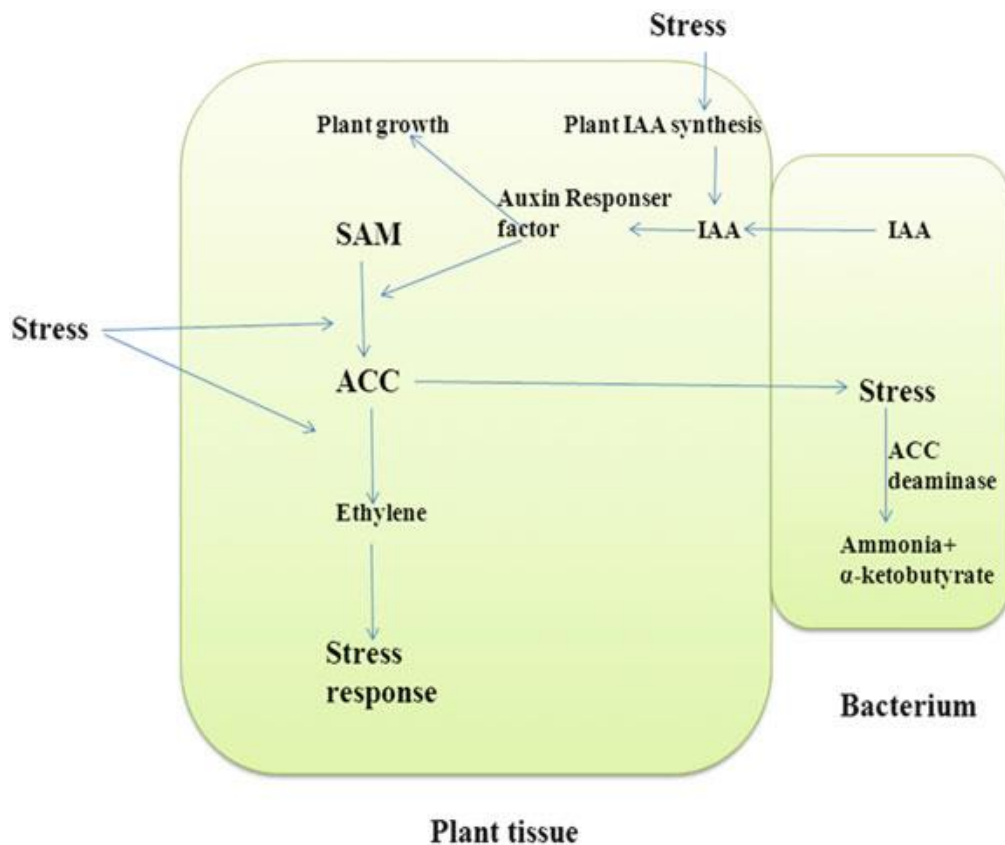 Stress
Plant growth
Plant IAA synthesis
Auxin Responser
factor
SAM
IAA
IAA
Stress
ACC
Stress
ACC
deaminase
Ethylene
Ammonia+
α-ketobutyrate
Stress
response
Bacterium
Plant tissue